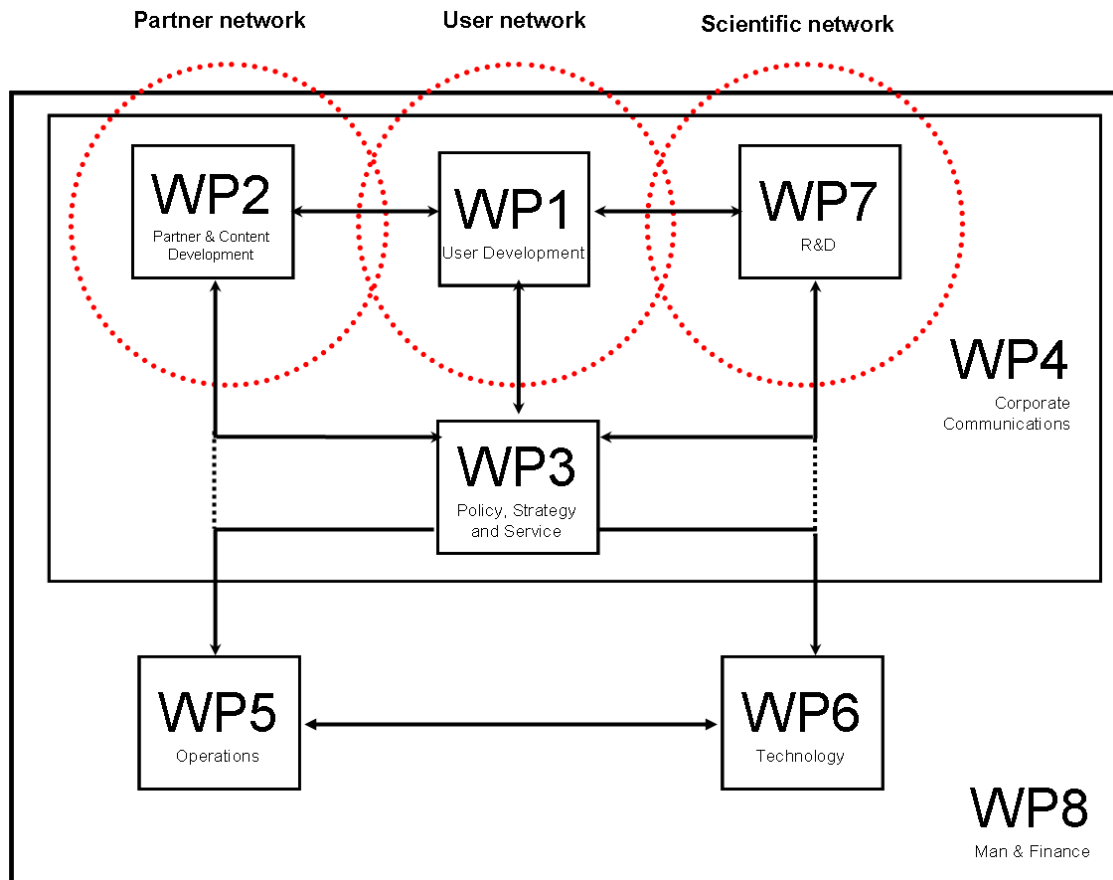 Partner network
User network
Scientific network
WP2
Partner & Content
Development
WP1
User Development
WP7
R&D
WP4
Corporate
Communications
WP3
Policy, Strategy
and Service
WP5
Operations
WP6
Technology
WP8
Man & Finance